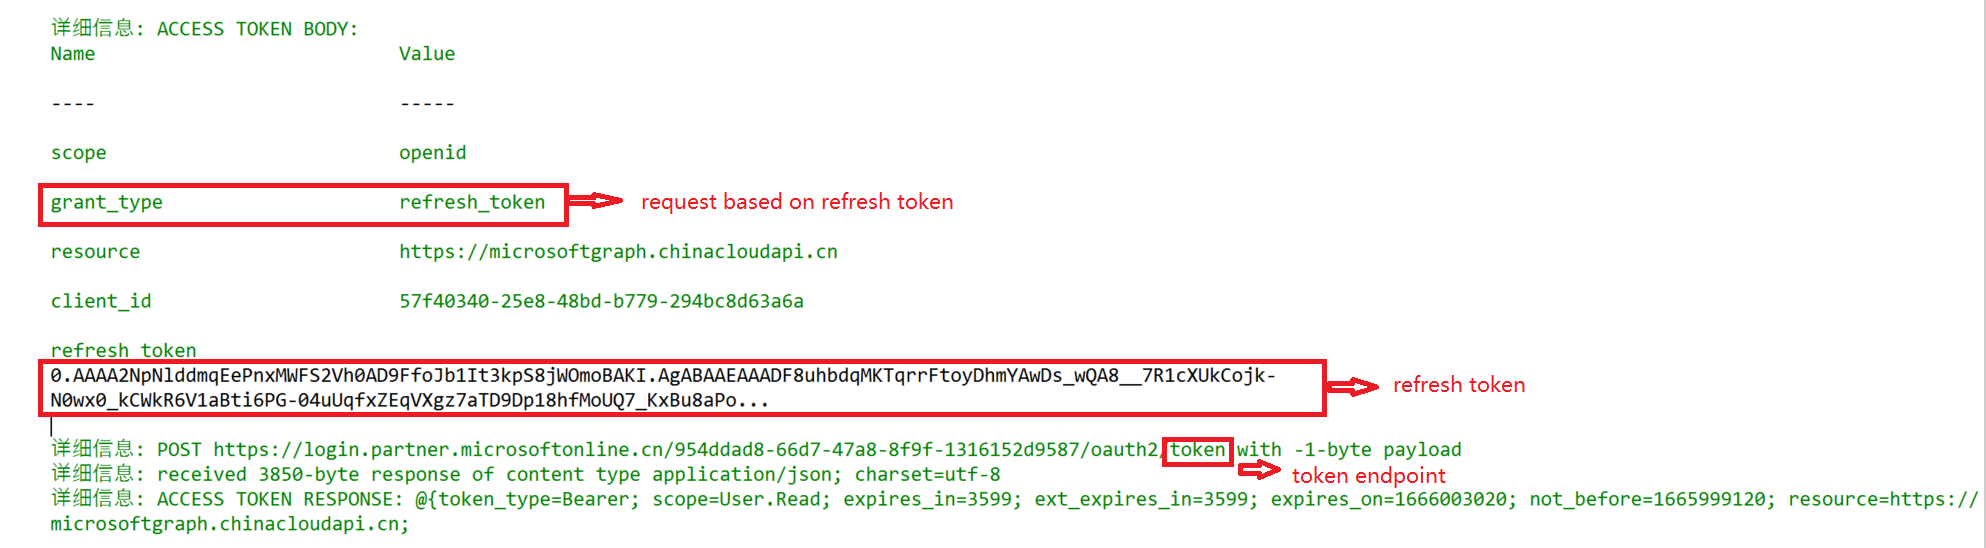 详细信息: ACCESS TOKEN BODY:
Name Value
---- -----
scope openid
grant_type refresh_token request based on refresh token
resource https://microsoftgraph.chinacloudapi.cn
client_id 57f40340-25e8-48bd-b779-294bc8d63a6a
refresh_token
0.AAAA2NpNlddmqEePnxMWFS2Vh0AD9FfoJb1It3kpS8jWOmoBAKI.AgABAAEAAADF8uhbdqMKTqrrFtoyDhmYAwDs_wQA8__7R1cXUkCojk-
N0wx0_kCWkR6V1aBti6PG-04uUqfxZEqVXgz7aTD9Dp18hfMoUQ7_KxBu8aPo...
refresh token
详细信息: POST https://login.partner.microsoftonline.cn/954ddad8-66d7-47a8-8f9f-1316152d9587/oauth2/token with -1-byte payload
详细信息: received 3850-byte response of content type application/json; charset=utf-8
token endpoint
详细信息: ACCESS TOKEN RESPONSE: @{token_type=Bearer; scope=User.Read; expires_in=3599; ext_expires_in=3599; expires_on=1666003020; not_before=1665999120; resource=https://
microsoftgraph.chinacloudapi.cn;